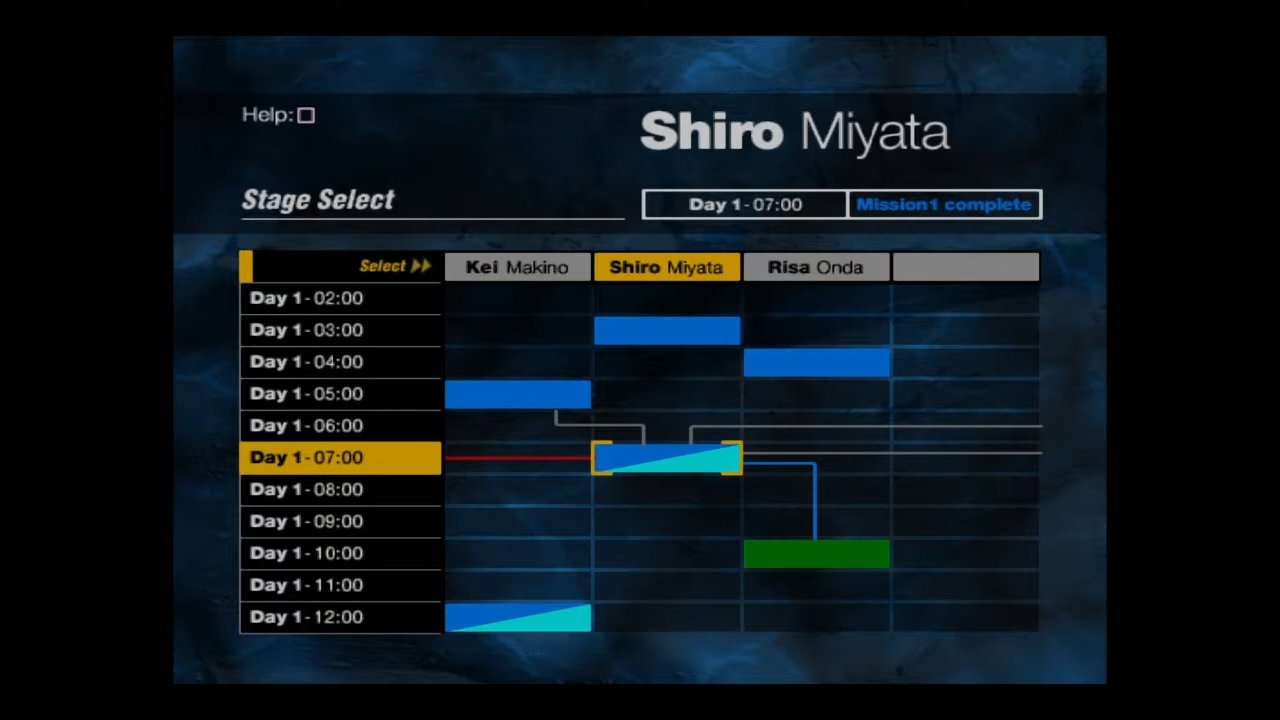 Help:
Shiro Miyata
Stage Select
Day 1 - 07:00 Mission1 complete
Select Kei Makino Shiro Miyata Risa Onda
Day 1 - 02:00
Day 1 - 03:00
Day 1 - 04:00
Day 1 - 05:00
Day 1 - 06:00
Day 1 - 07:00
Day 1 - 08:00
Day 1 - 09:00
Day 1 - 10:00
Day 1 - 11:00
Day 1 - 12:00